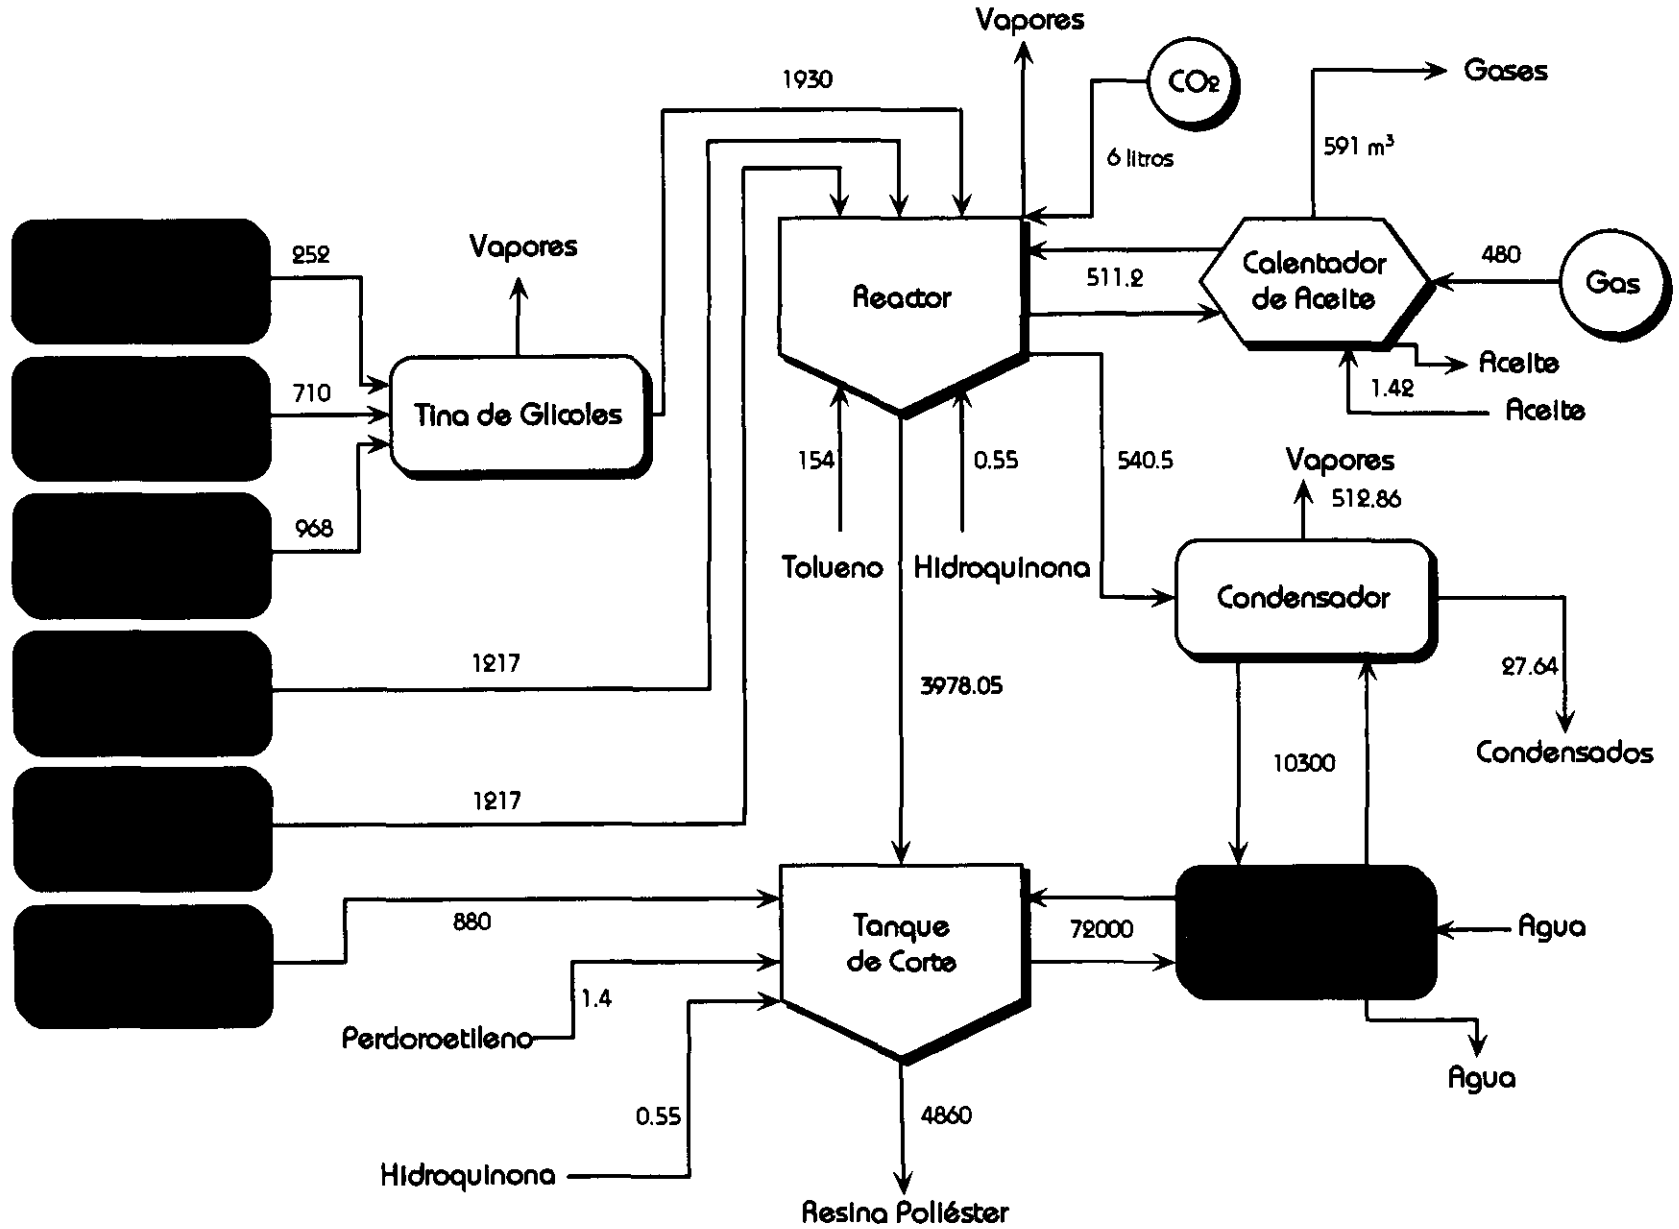 Vapores
CO2
Gases
1930
591 m³
6 litros
252
Vapores
Reactor
511.2
Calentador
de Aceite
480
Gas
710
Tina de Glicoles
Aceite
1.42
Aceite
154
0.55
540.5
Vapores
512.86
968
Tolueno
Hidroquinona
Condensador
1217
3978.05
27.64
Condensados
10300
1217
880
Tanque
de Corte
72000
Agua
1.4
Perdoroetileno
Agua
0.55
4860
Hidroquinona
Resina Poliéster